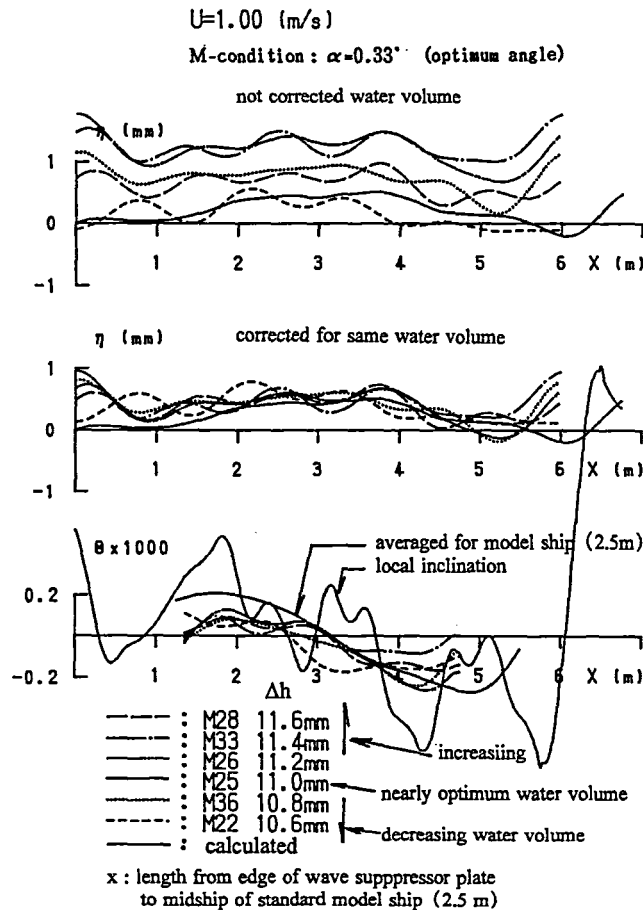 U=1.00 (m/s)
M-condition : α=0.33° (optimum angle)
not corrected water volume
η (mm)
1
0
-1
1 2 3 4 5 6 X (m)
η (mm) corrected for same water volume
1
0
-1
1 2 3 4 5 6 X (m)
θ x 1000
averaged for model ship (2.5m)
local inclination
0.2
-0.2
1 2 3 4 5 6 X (m)
Δh
: M28 11.6mm
: M33 11.4mm
increasiing
: M26 11.2mm
: M25 11.0mm nearly optimum water volume
: M36 10.8mm
: M22 10.6mm decreasing water volume
: calculated
x : length from edge of wave supppressor plate
to midship of standard model ship (2.5 m)